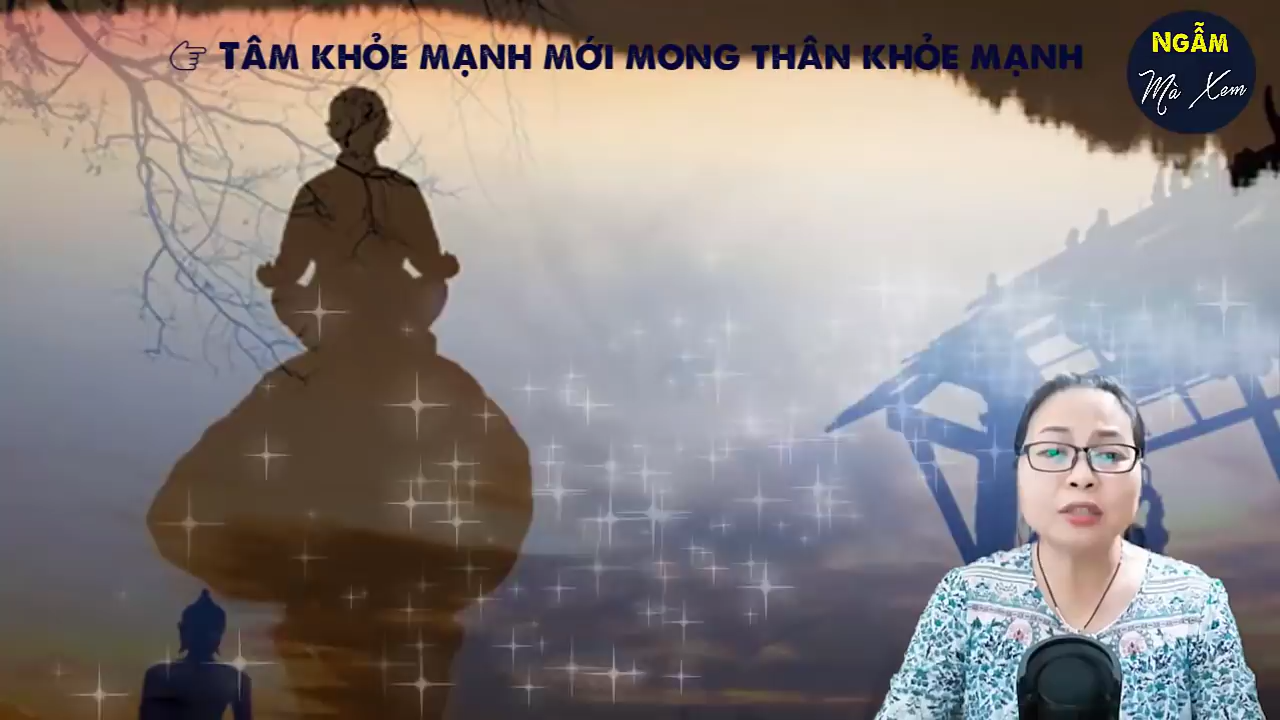 ☞ TÂM KHỎE MẠNH MỚI MONG THÂN KHỎE MẠNH
NGẪM
Mà Xem